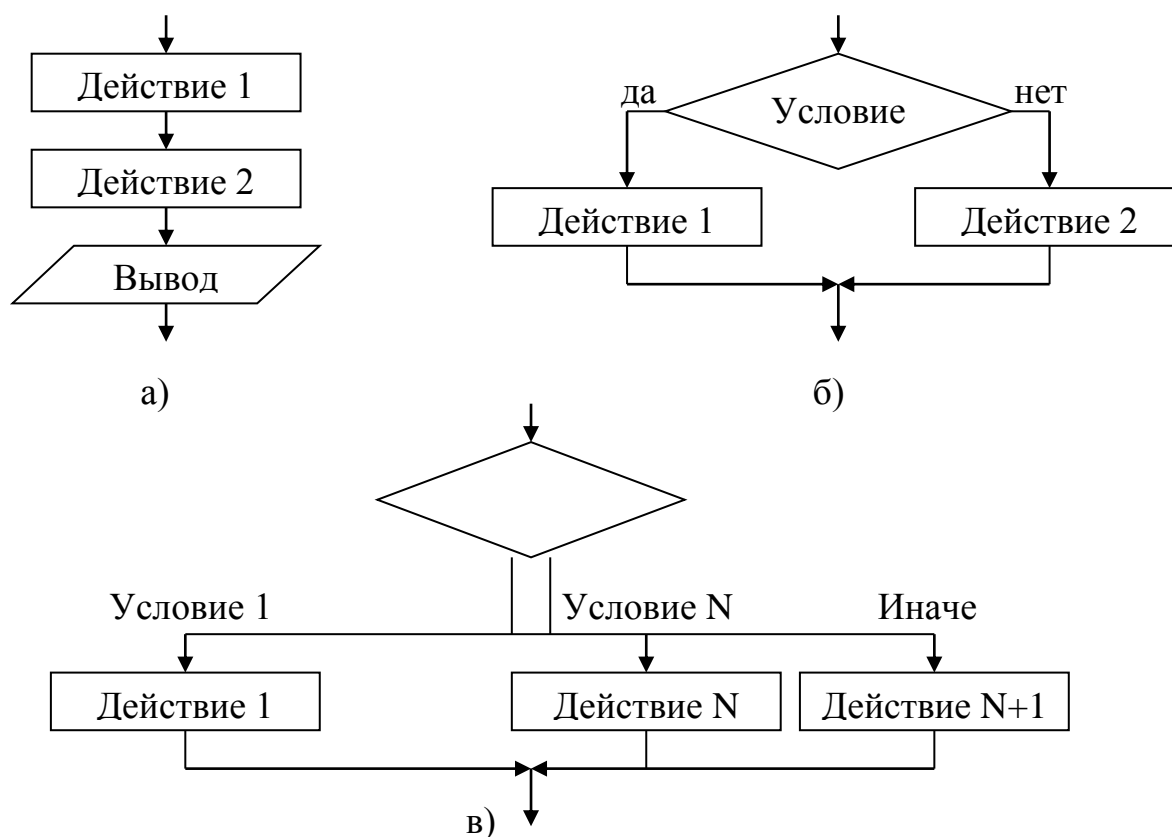 Действие 1
Действие 2
Вывод
а)
да
Условие
нет
Действие 1
Действие 2
б)
Условие 1
Условие N
Иначе
Действие 1
Действие N
Действие N+1
в)